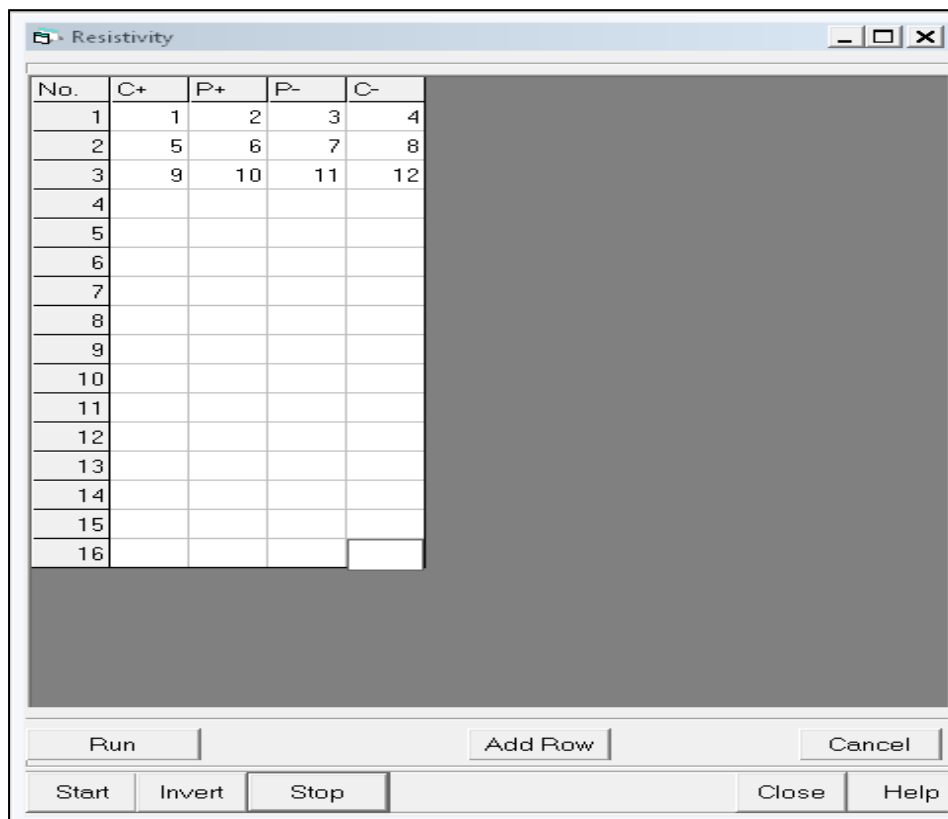 Resistivity
No. C+ P+ P- C-
1 1 2 3 4
2 5 6 7 8
3 9 10 11 12
4
5
6
7
8
9
10
11
12
13
14
15
16
Run Add Row Cancel
Start Invert Stop Close Help